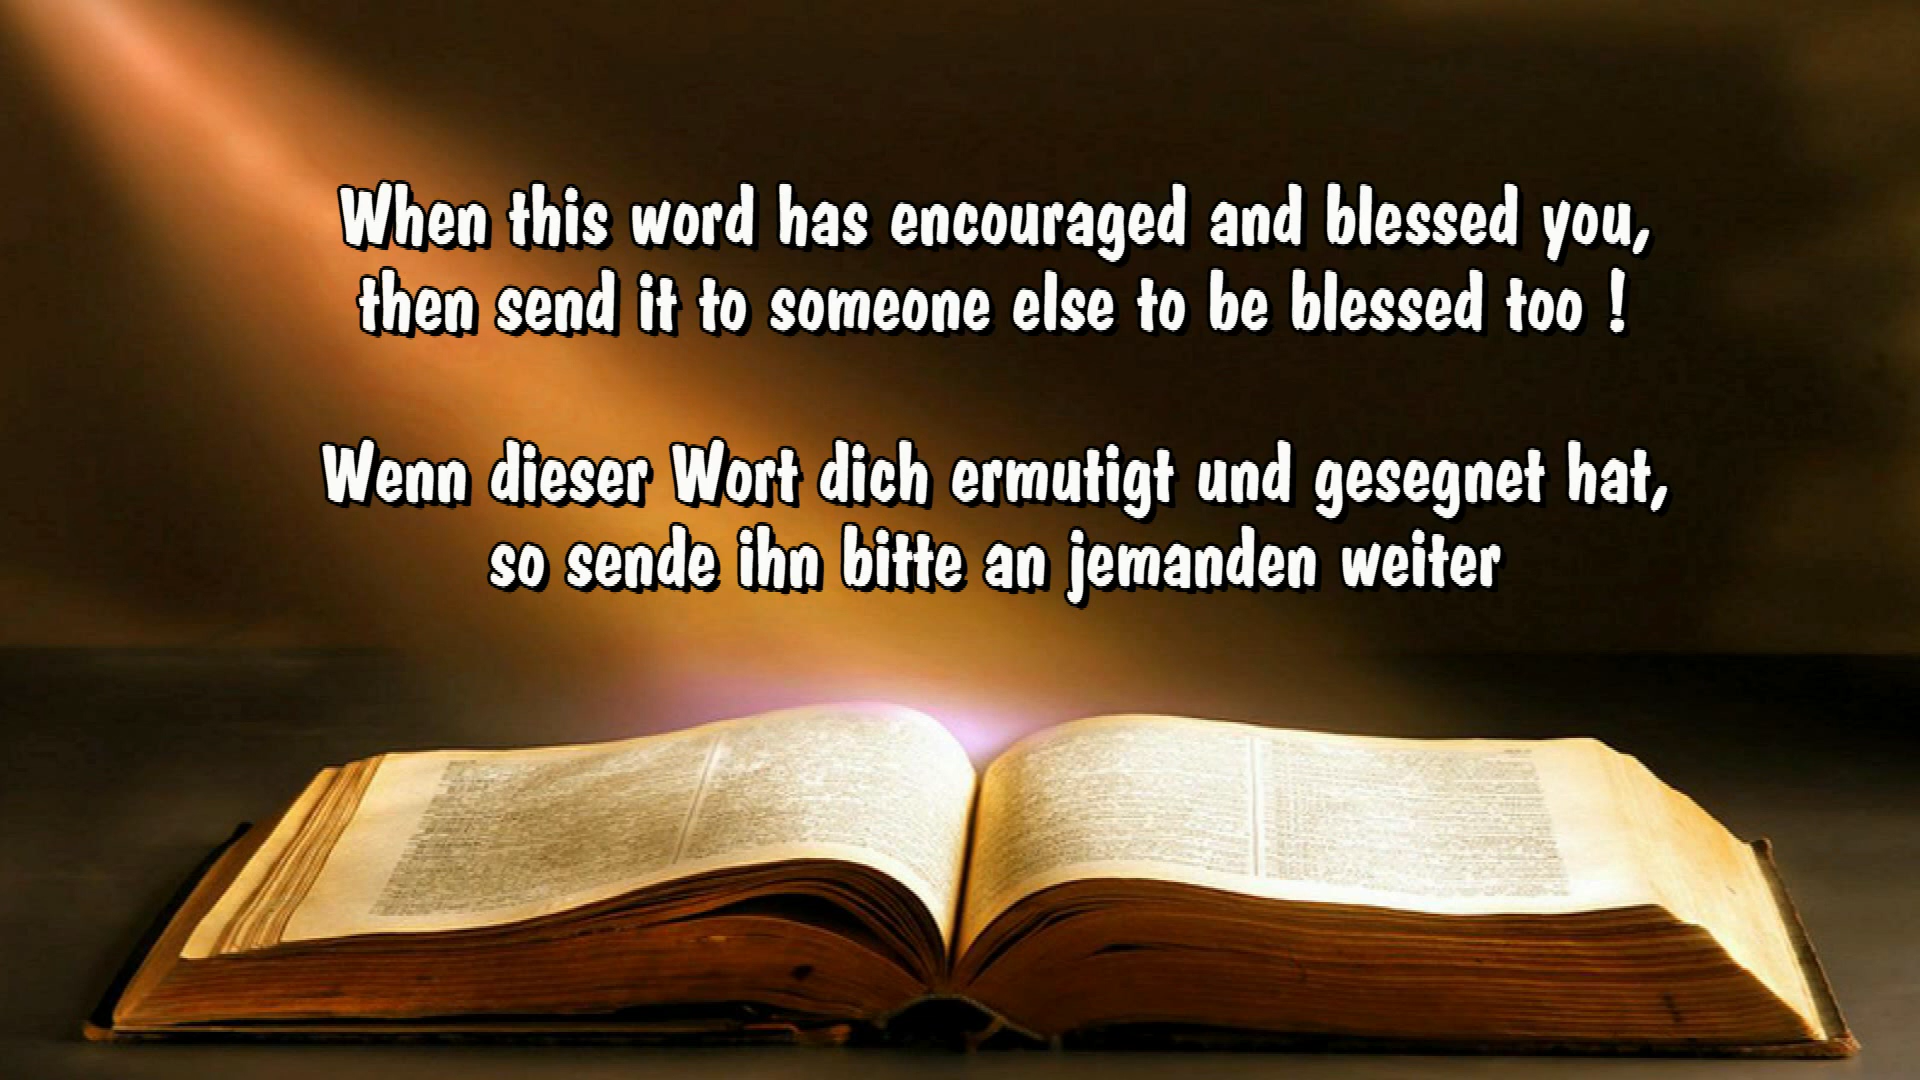 When this word has encouraged and blessed you,
then send it to someone else to be blessed too !
Wenn dieser Wort dich ermutigt und gesegnet hat,
so sende ihn bitte an jemanden weiter